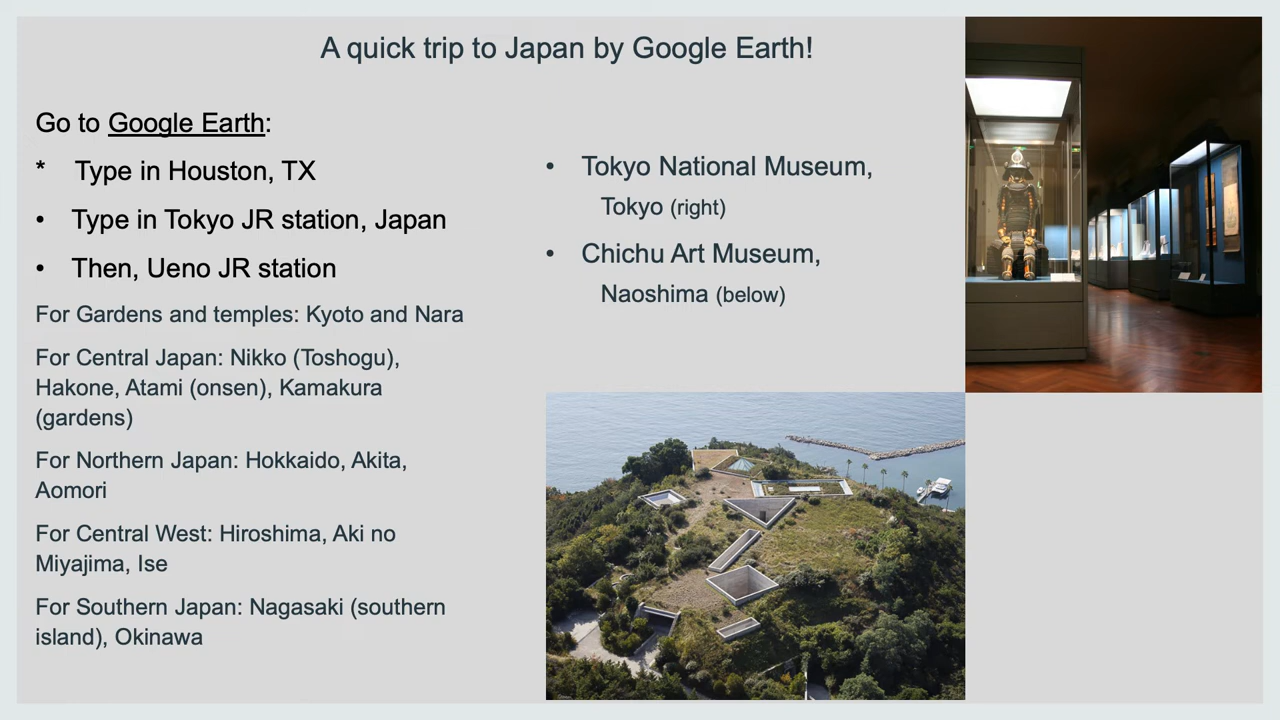 A quick trip to Japan by Google Earth!
Go to Google Earth:
* Type in Houston, TX
• Type in Tokyo JR station, Japan
• Then, Ueno JR station
For Gardens and temples: Kyoto and Nara
For Central Japan: Nikko (Toshogu),
Hakone, Atami (onsen), Kamakura
(gardens)
For Northern Japan: Hokkaido, Akita,
Aomori
For Central West: Hiroshima, Aki no
Miyajima, Ise
For Southern Japan: Nagasaki (southern
island), Okinawa
• Tokyo National Museum,
Tokyo (right)
• Chichu Art Museum,
Naoshima (below)